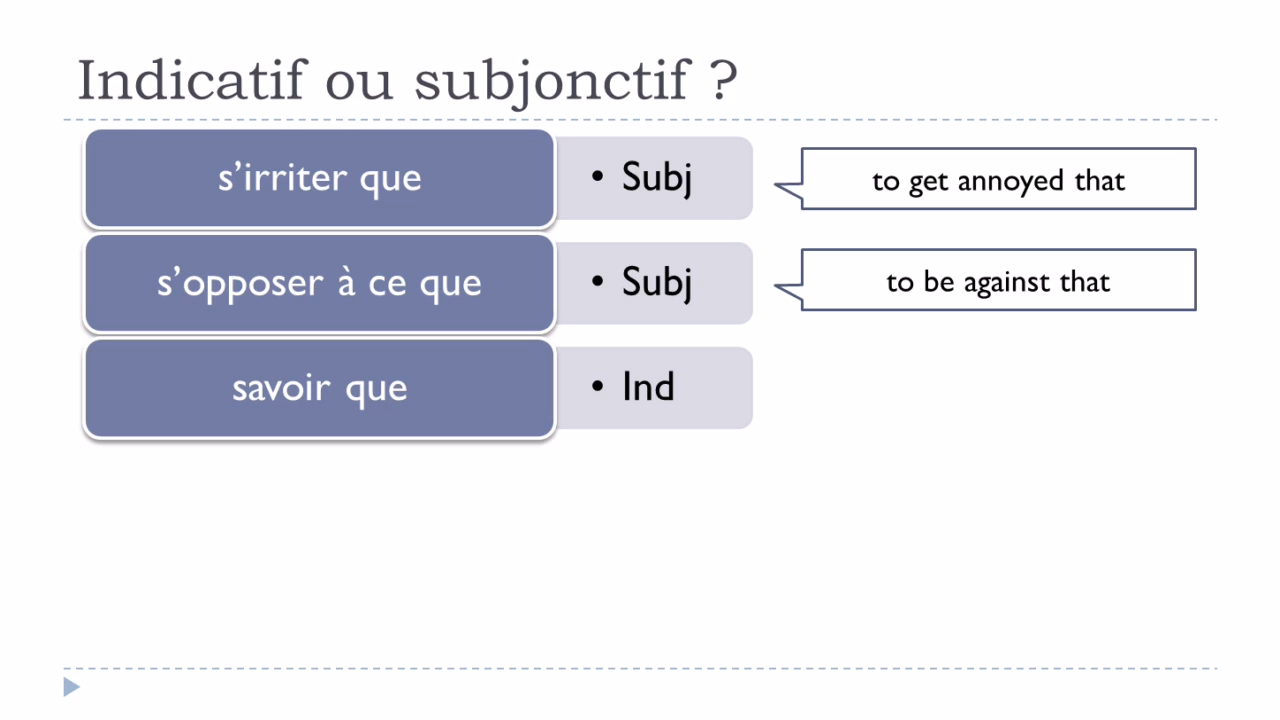 Indicatif ou subjonctif ?
s’irriter que
• Subj
to get annoyed that
s’opposer à ce que
• Subj
to be against that
savoir que
• Ind